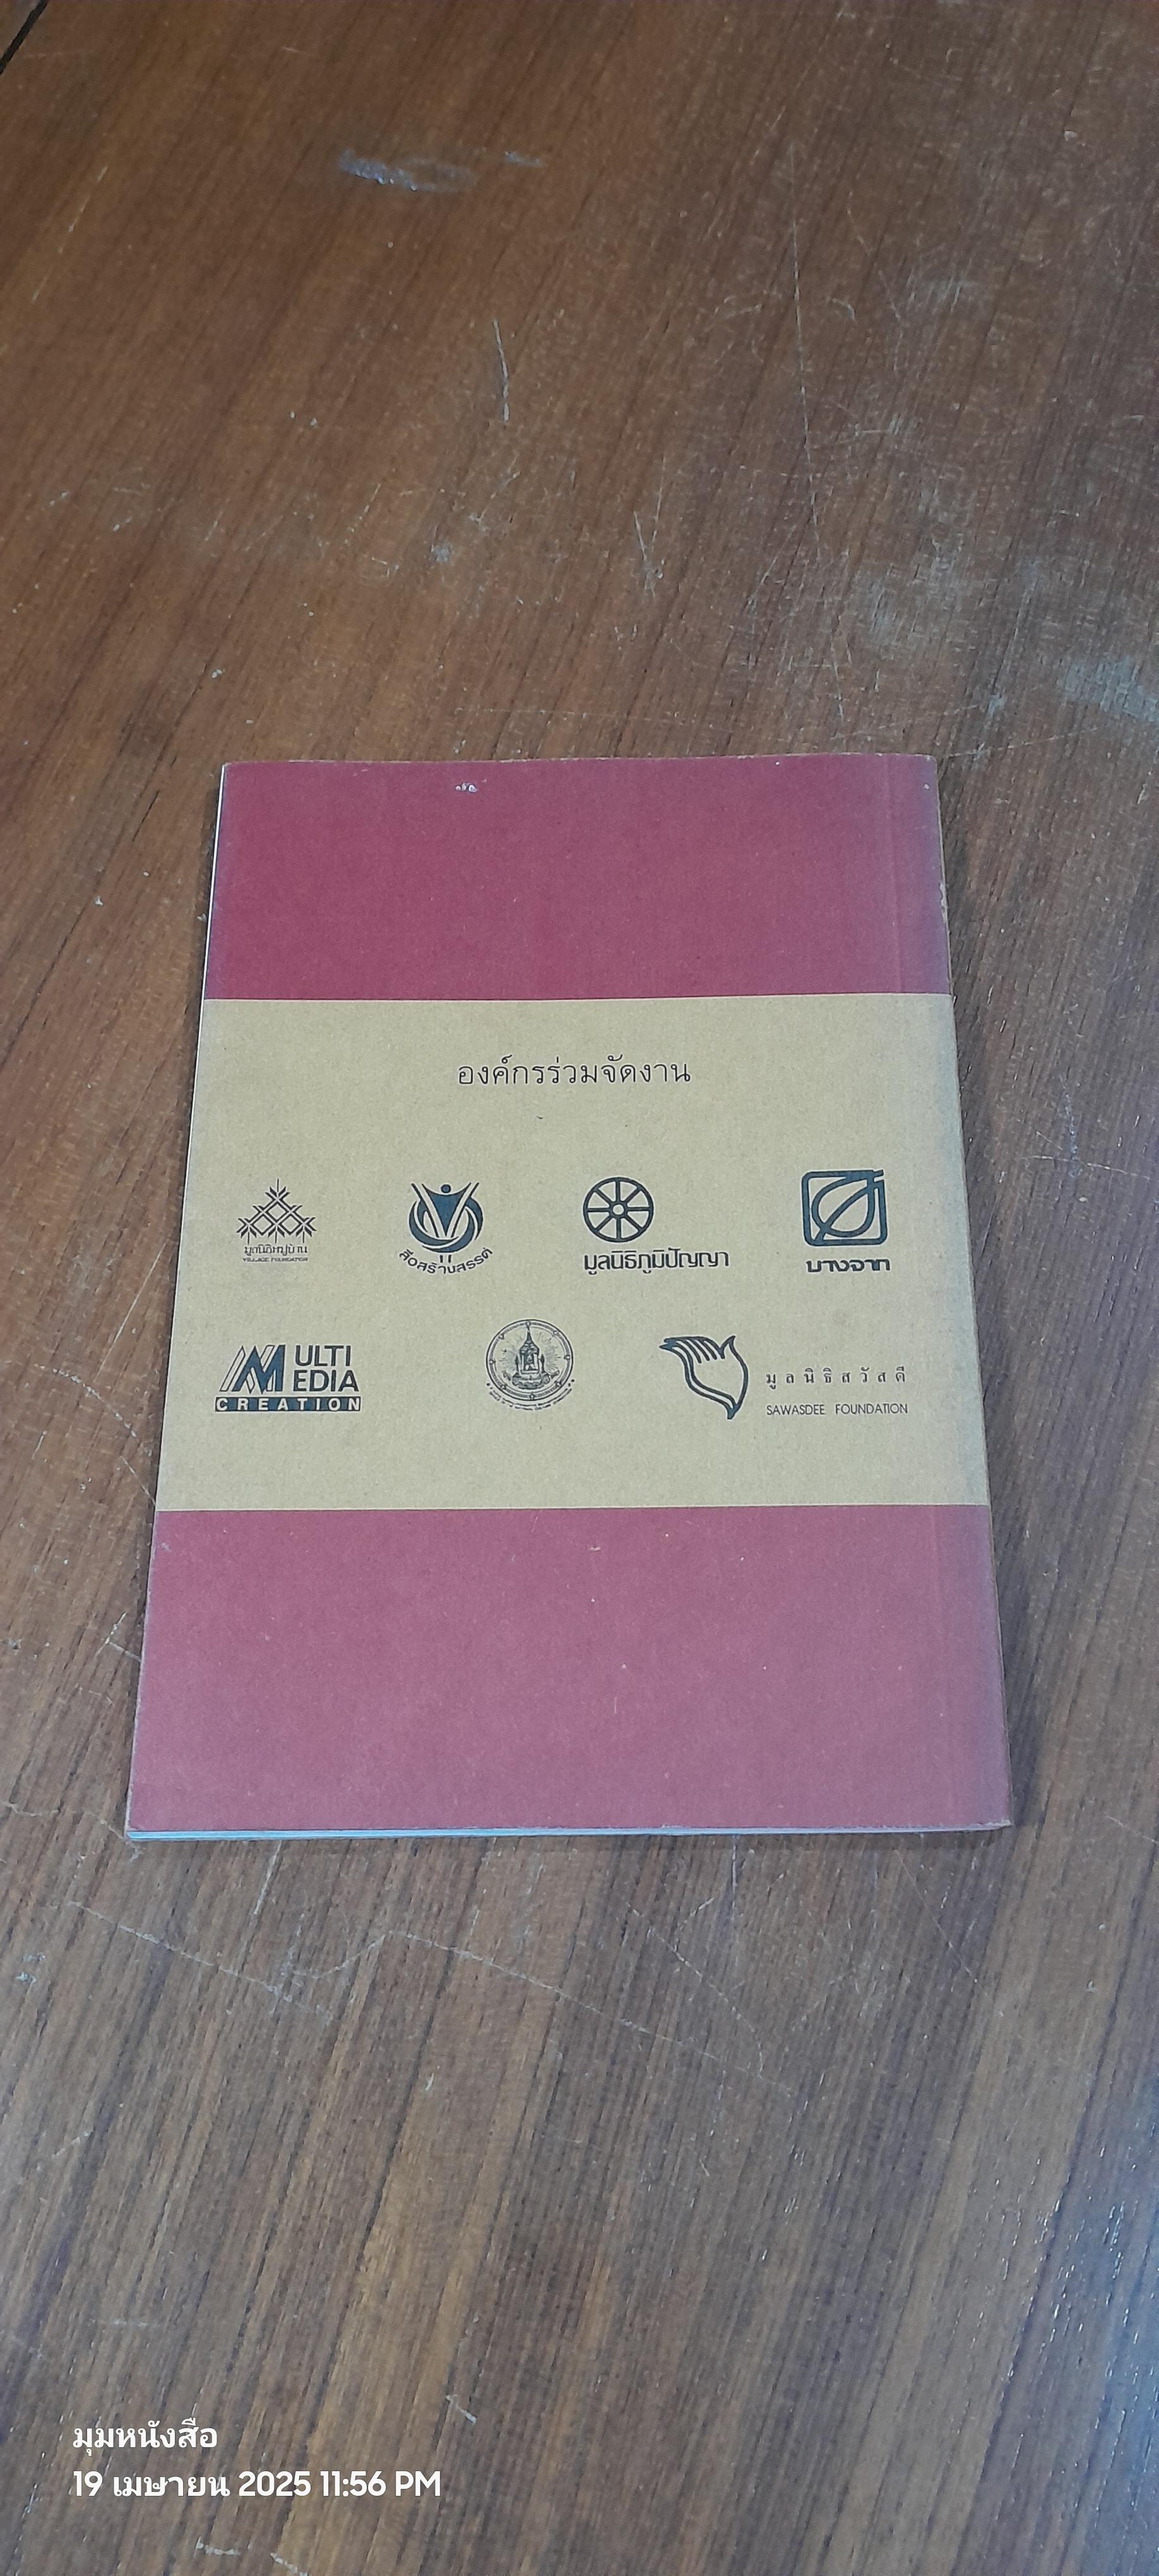 องค์กรร่วมจัดงาน
มูลนิธิหมู่บ้าน
VILLAGE FOUNDATION
สื่อสร้างสรรค์
มูลนิธิภูมิปัญญา
บางจาก
MULTI
MEDIA
CREATION
มูลนิธิสวัสดี
SAWASDEE FOUNDATION
มุมหนังสือ
19 เมษายน 2025 11:56 PM